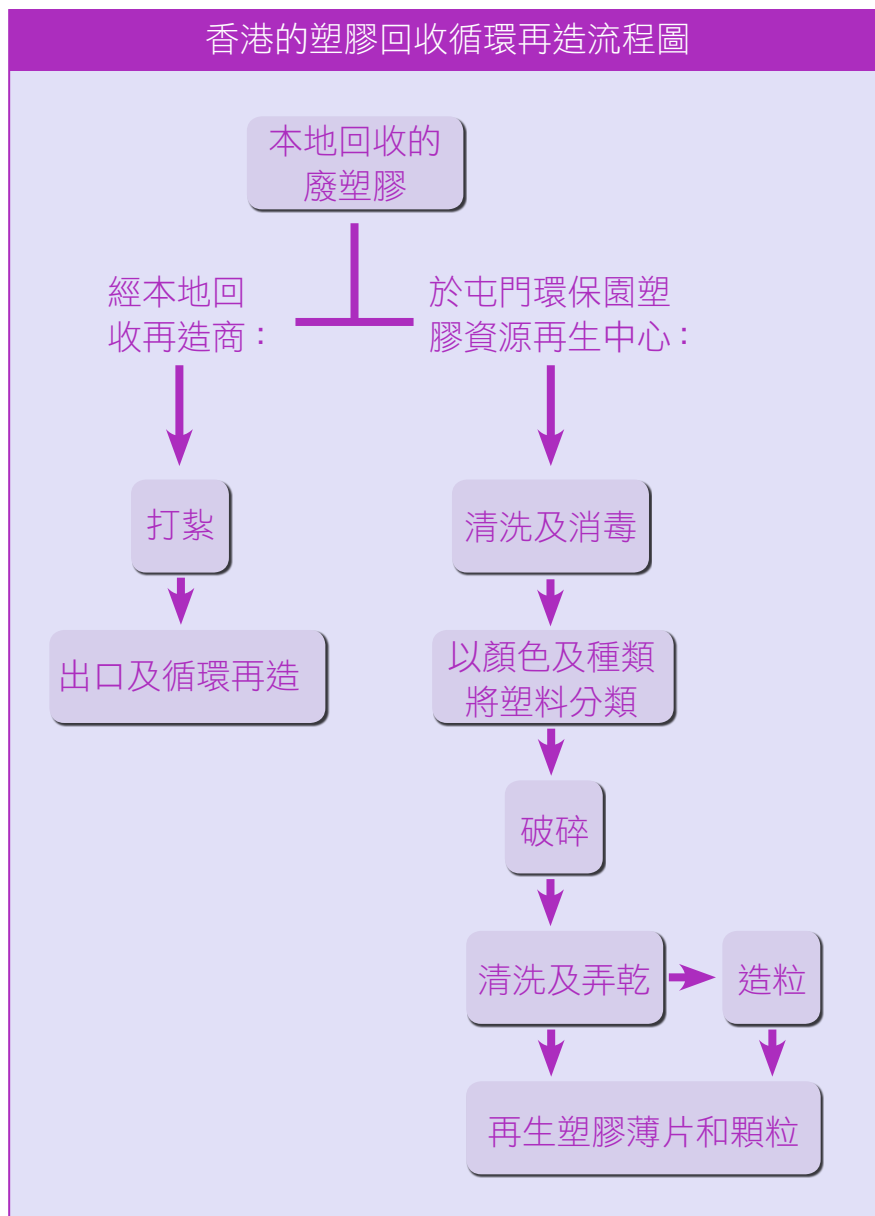 香港的塑膠回收循環再造流程圖
本地回收的
廢塑膠
經本地回
收再造商：
於屯門環保園塑
膠資源再生中心：
打紮
出口及循環再造
清洗及消毒
以顏色及種類
將塑料分類
破碎
清洗及弄乾
造粒
再生塑膠薄片和顆粒